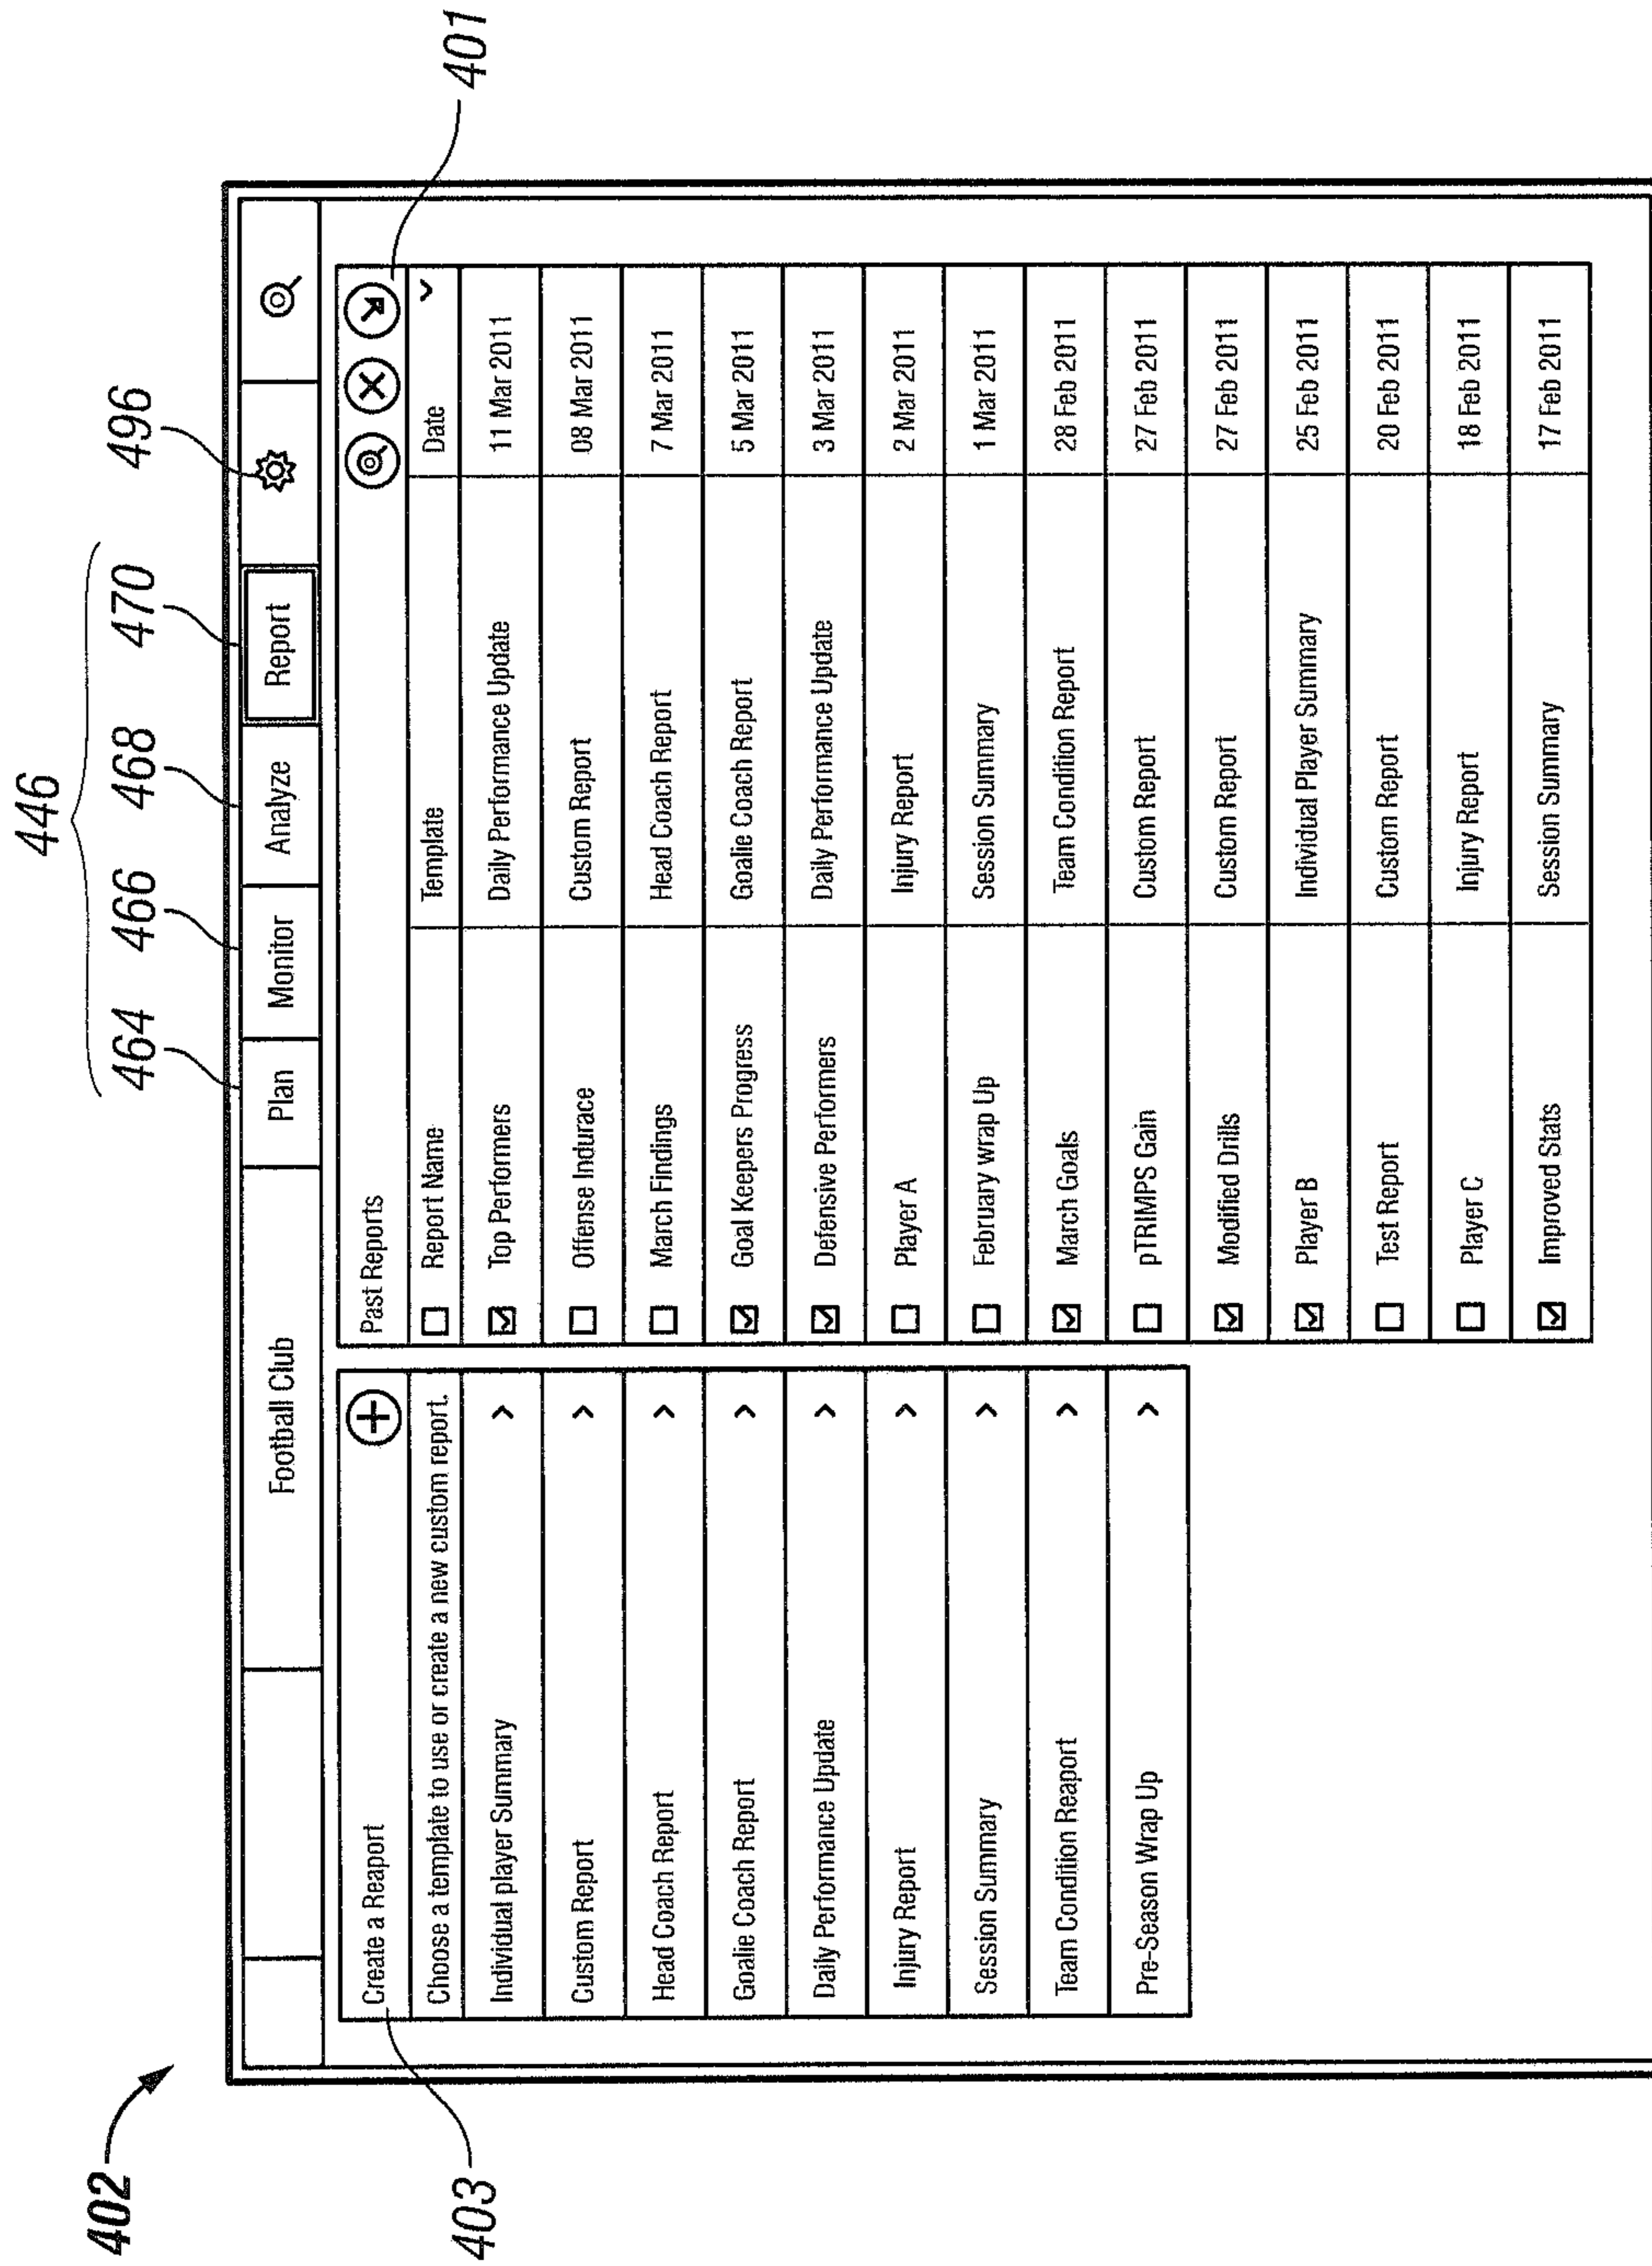 446
464 466 468 470 496
402
Football Club Plan Monitor Analyze Report
403
401
Create a Reaport
Choose a template to use or create a new custom report.
Individual player Summary >
Custom Report >
Head Coach Report >
Goalie Coach Report >
Daily Performance Update >
Injury Report >
Session Summary >
Team Condition Reaport >
Pre-Season Wrap Up >
Past Reports
Report Name Template Date
Top Performers Daily Performance Update 11 Mar 2011
Offense Indurace Custom Report 08 Mar 2011
March Findings Head Coach Report 7 Mar 2011
Goal Keepers Progress Goalie Coach Report 5 Mar 2011
Defensive Performers Daily Performance Update 3 Mar 2011
Player A Injury Report 2 Mar 2011
February wrap Up Session Summary 1 Mar 2011
March Goals Team Condition Report 28 Feb 2011
pTRIMPS Gain Custom Report 27 Feb 2011
Modified Drills Custom Report 27 Feb 2011
Player B Individual Player Summary 25 Feb 2011
Test Report Custom Report 20 Feb 2011
Player C Injury Report 18 Feb 2011
Improved Stats Session Summary 17 Feb 2011